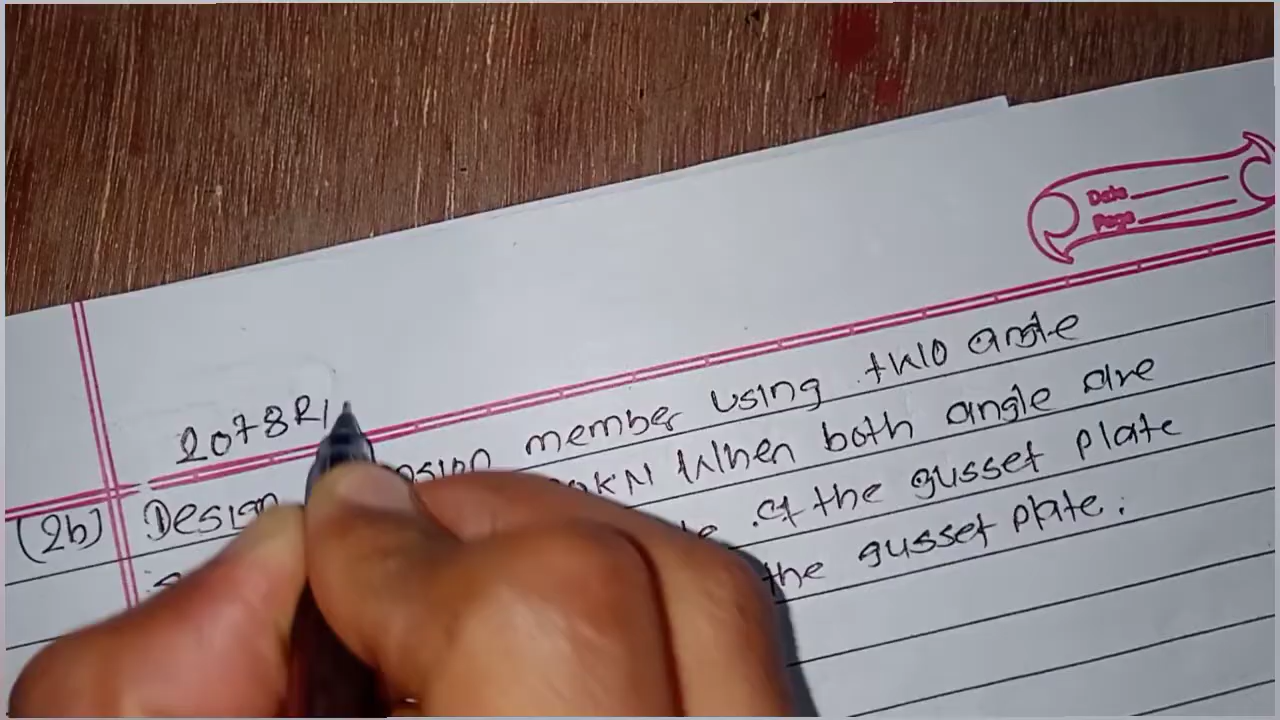 Date
Page
2078 R1
(2b) Design member using two angle
kN When both angle are
of the gusset plate
the gusset plate.